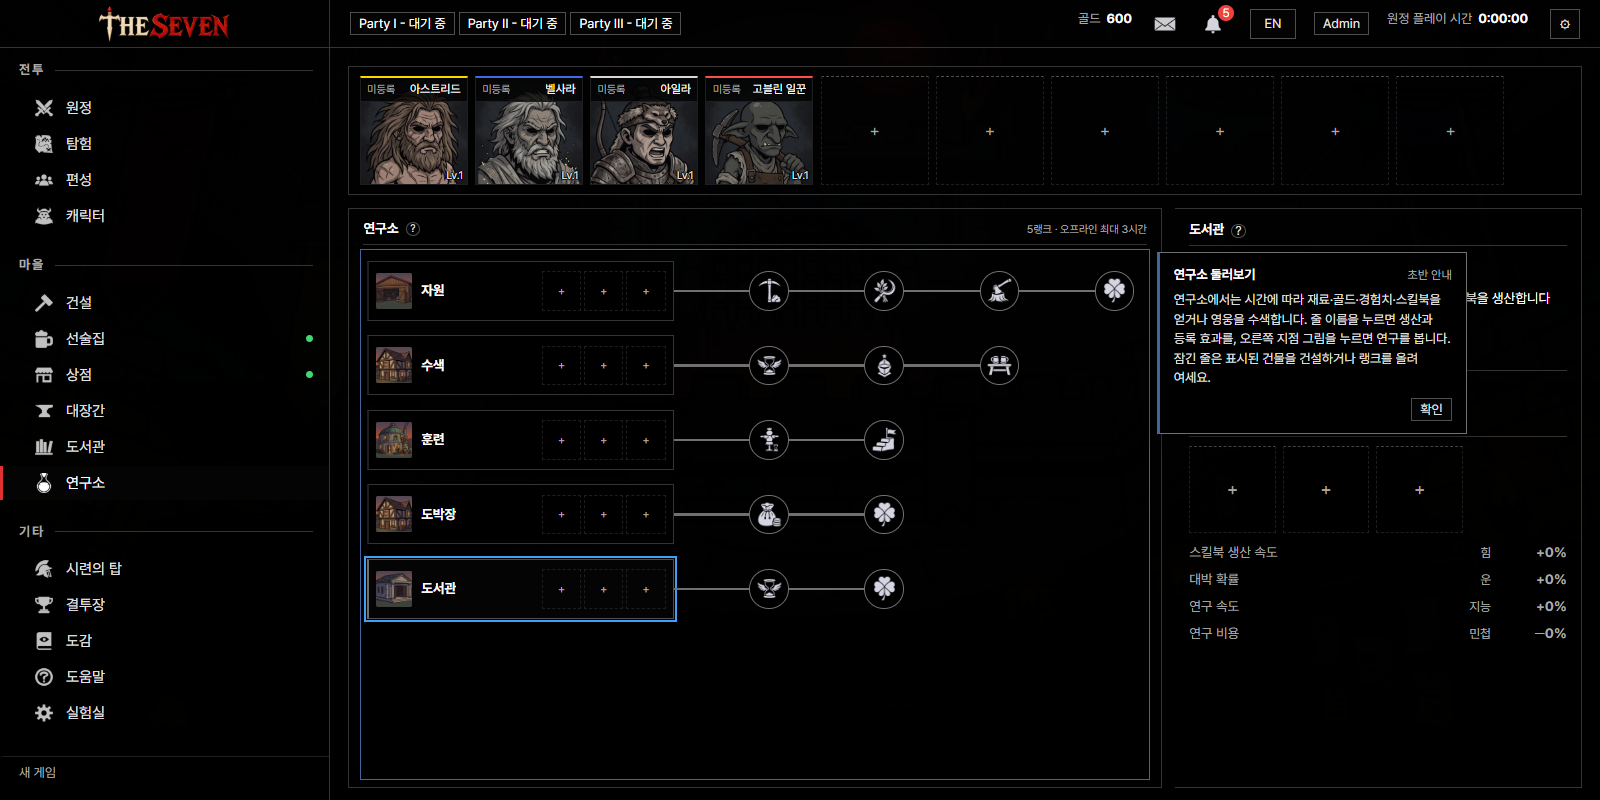 THE SEVEN
Party I - 대기 중
Party II - 대기 중
Party III - 대기 중
골드 600
5
EN
Admin
원정 플레이 시간 0:00:00
전투
원정
탐험
편성
캐릭터
마을
건설
선술집
상점
대장간
도서관
연구소
기타
시련의 탑
결투장
도감
도움말
실험실
새 게임
미등록 아스트리드
Lv.1
미등록 벨사라
Lv.1
미등록 아일라
Lv.1
미등록 고블린 일꾼
Lv.1
+ + + + + +
연구소 ?
5랭크 · 오프라인 최대 3시간
자원 + + +
수색 + + +
훈련 + + +
도박장 + + +
도서관 + + +
도서관 ?
북을 생산합니다
연구소 둘러보기
초반 안내
연구소에서는 시간에 따라 재료·골드·경험치·스킬북을
얻거나 영웅을 수색합니다. 줄 이름을 누르면 생산과
등록 효과를, 오른쪽 지점 그림을 누르면 연구를 봅니다.
잠긴 줄은 표시된 건물을 건설하거나 랭크를 올려
여세요.
확인
+ + +
스킬북 생산 속도 힘 +0%
대박 확률 운 +0%
연구 속도 지능 +0%
연구 비용 민첩 −0%